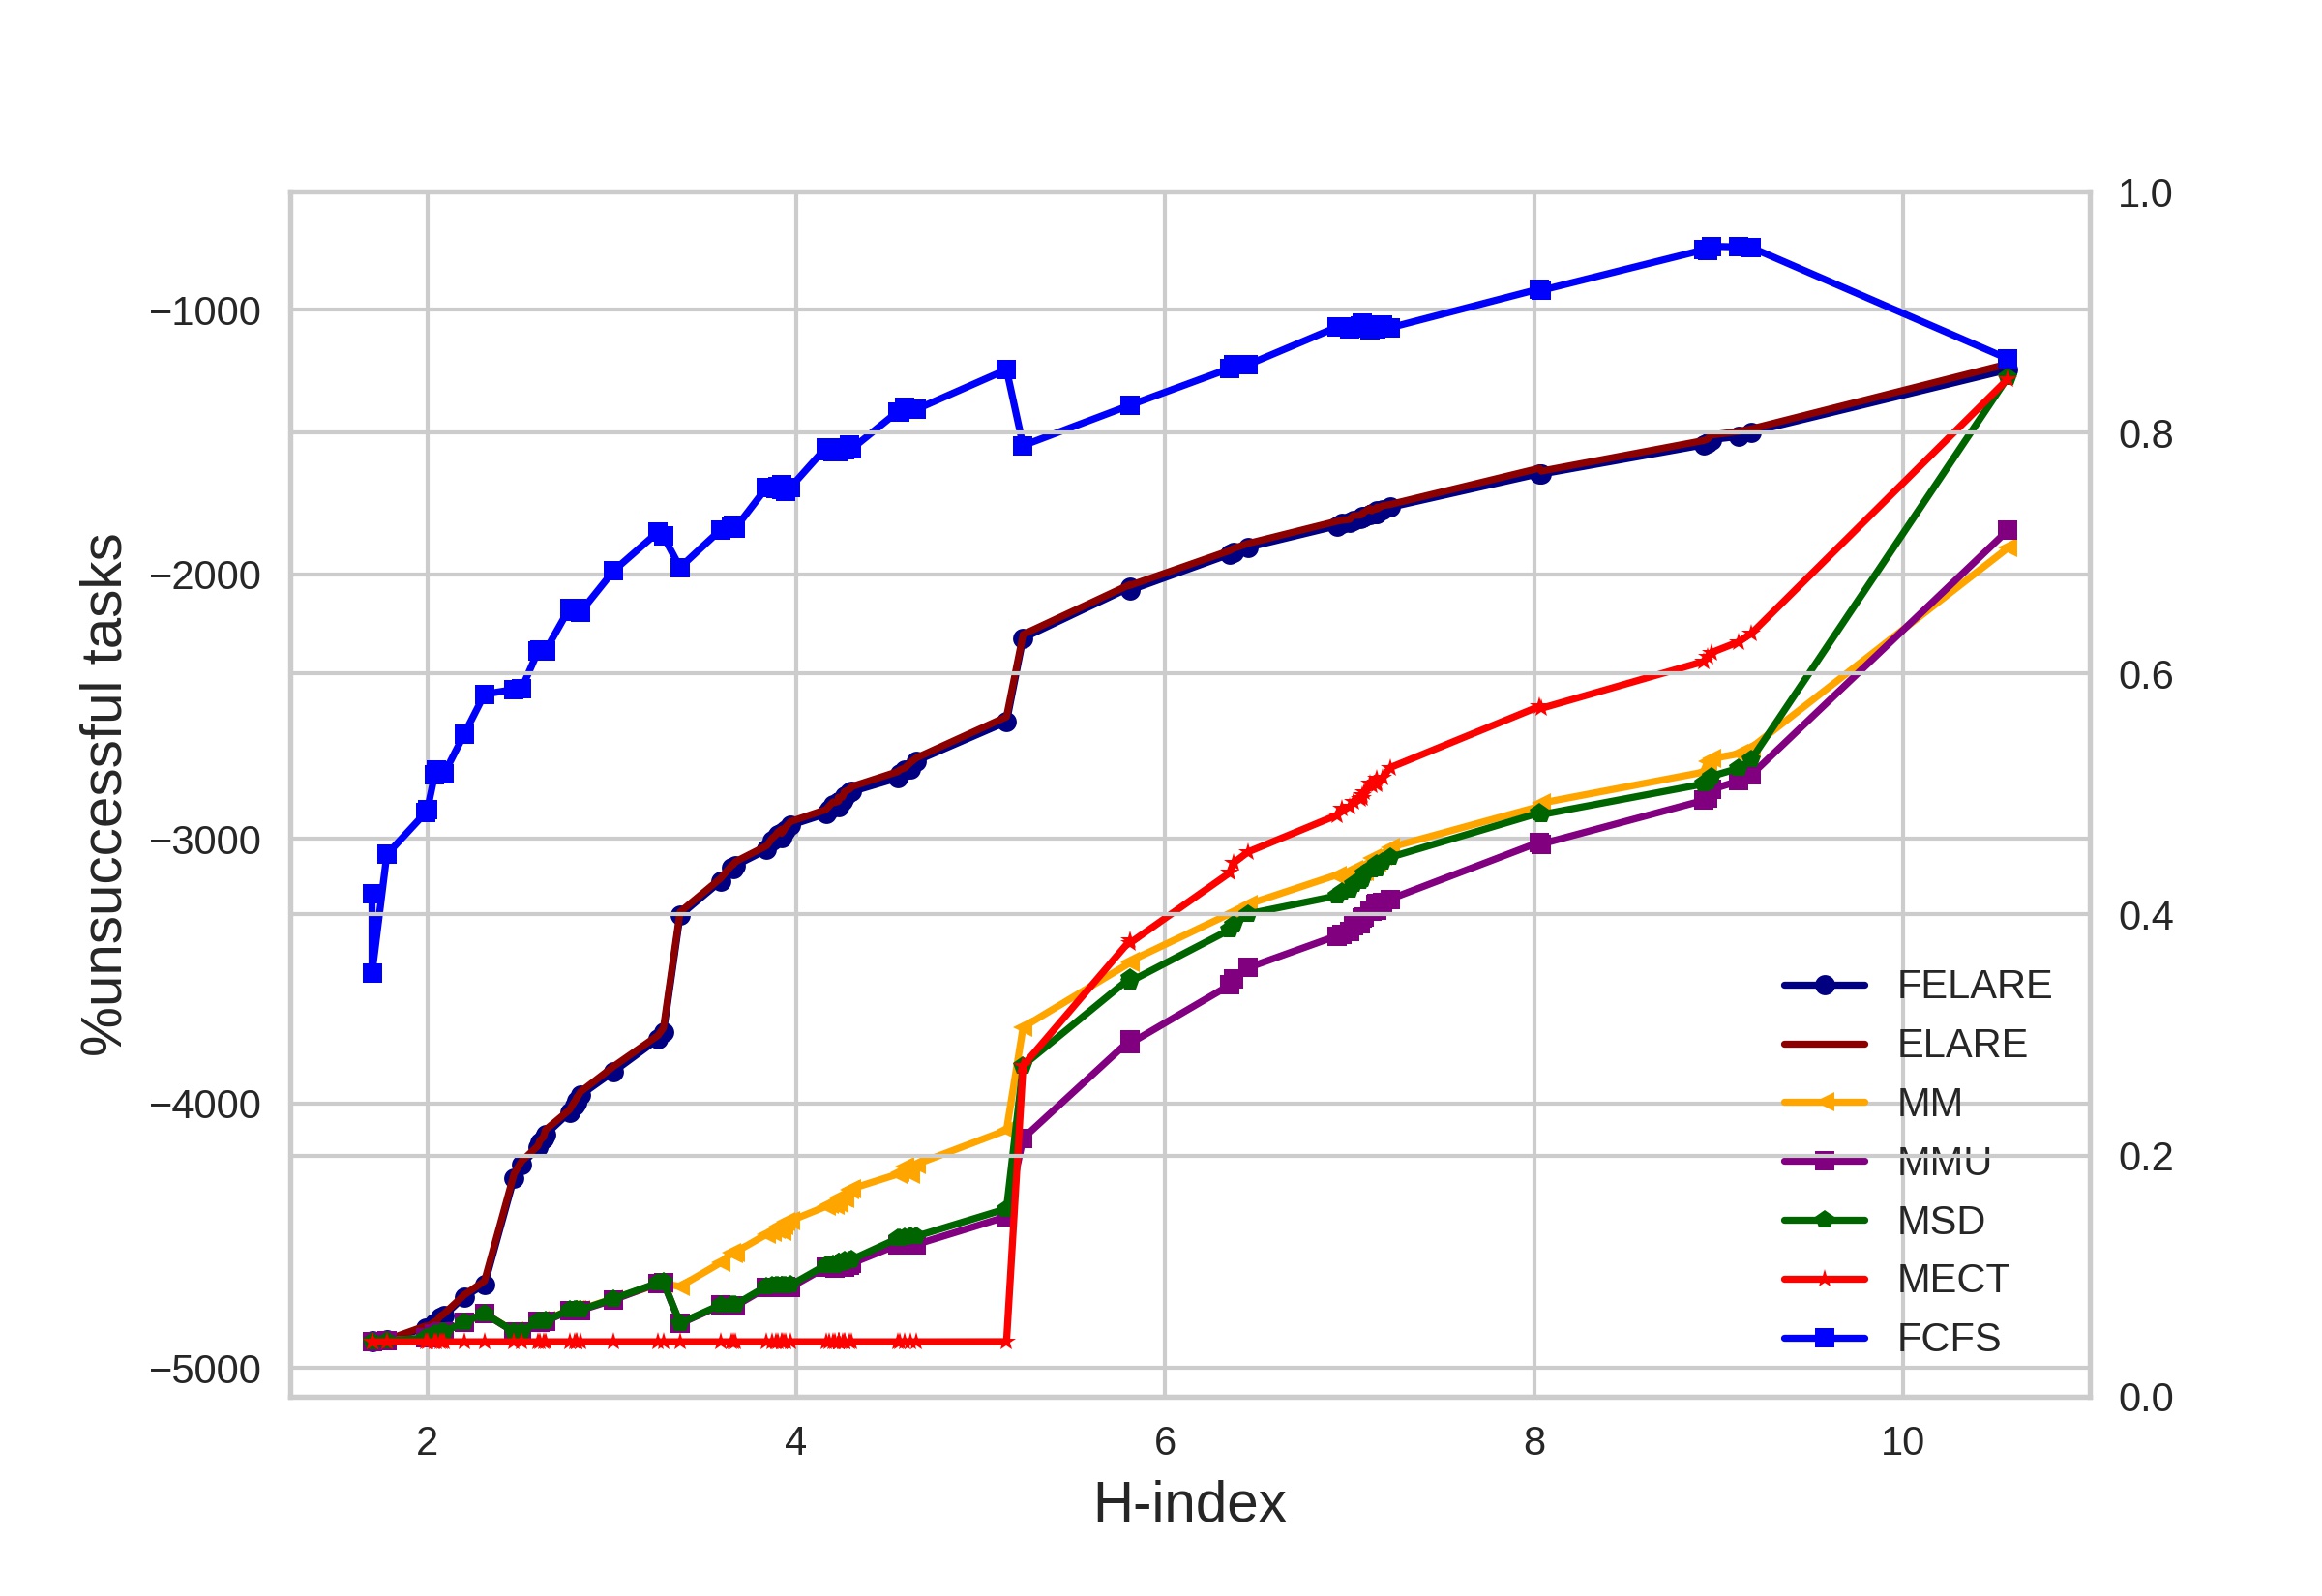 %unsuccessful tasks
−1000
−2000
−3000
−4000
−5000
1.0
0.8
0.6
0.4
0.2
0.0
FELARE
ELARE
MM
MMU
MSD
MECT
FCFS
2 4 6 8 10
H-index